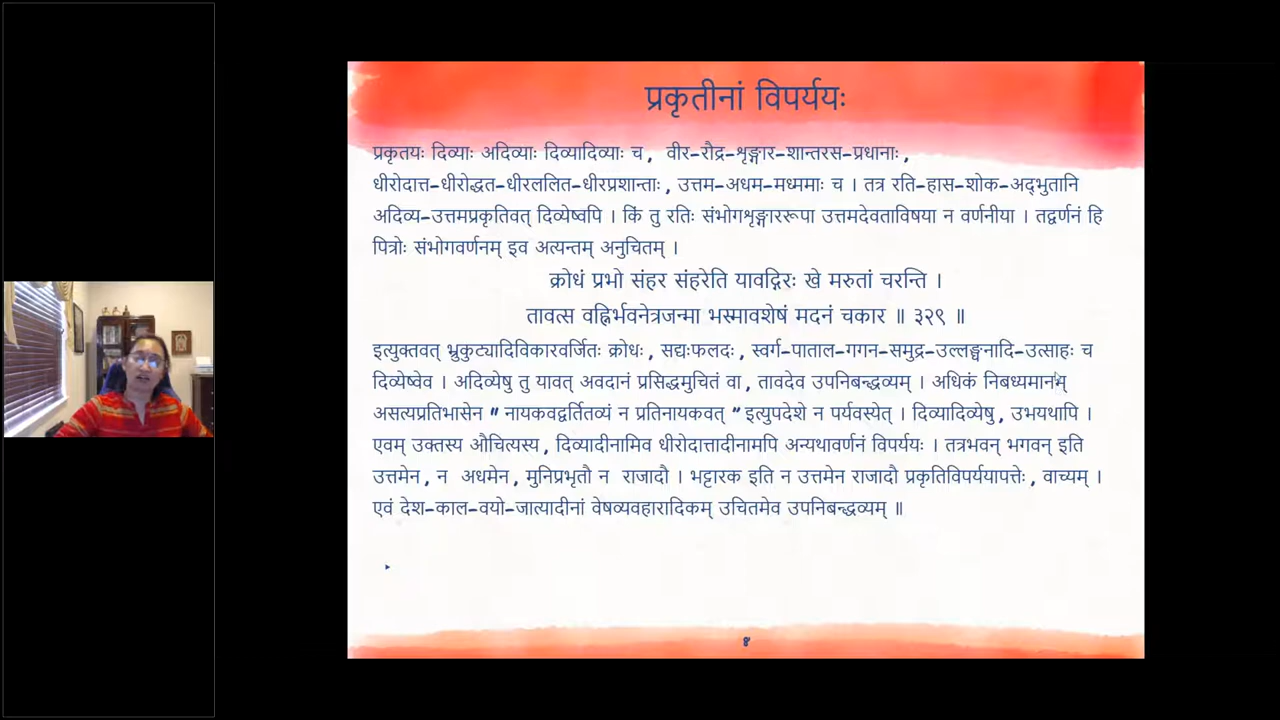 प्रकृतीनां विपर्ययः
प्रकृतयः दिव्याः अदिव्याः दिव्यादिव्याः च, वीर-रौद्र-शृङ्गार-शान्तरस-प्रधानाः,
धीरोदात्त-धीरोद्धत-धीरललित-धीरप्रशान्ताः, उत्तम-अधम-मध्ममाः च । तत्र रति-हास-शोक-अद्भुतानि
अदिव्य-उत्तमप्रकृतिवत् दिव्येष्वपि । किं तु रतिः संभोगशृङ्गाररूपा उत्तमदेवताविषया न वर्णनीया । तद्वर्णनं हि
पित्रोः संभोगवर्णनम् इव अत्यन्तम् अनुचितम् ।
क्रोधं प्रभो संहर संहरेति यावद्गिरः खे मरुतां चरन्ति ।
तावत्स वह्निर्भवनेत्रजन्मा भस्मावशेषं मदनं चकार ॥ ३२९ ॥
इत्युक्तवत् भ्रुकुट्यादिविकारवर्जितः क्रोधः, सद्यःफलदः, स्वर्ग-पाताल-गगन-समुद्र-उल्लङ्घनादि-उत्साहः च
दिव्येष्वेव । अदिव्येषु तु यावत् अवदानं प्रसिद्धमुचितं वा, तावदेव उपनिबद्धव्यम् । अधिकं निबध्यमानम्
असत्यप्रतिभासेन " नायकवद्वर्तितव्यं न प्रतिनायकवत् " इत्युपदेशे न पर्यवस्येत् । दिव्यादिव्येषु, उभयथापि ।
एवम् उक्तस्य औचित्यस्य, दिव्यादीनामिव धीरोदात्तादीनामपि अन्यथावर्णनं विपर्ययः । तत्रभवन् भगवन् इति
उत्तमेन, न अधमेन, मुनिप्रभृतौ न राजादौ । भट्टारक इति न उत्तमेन राजादौ प्रकृतिविपर्ययापत्तेः, वाच्यम् ।
एवं देश-काल-वयो-जात्यादीनां वेषव्यवहारादिकम् उचितमेव उपनिबन्द्धव्यम् ॥